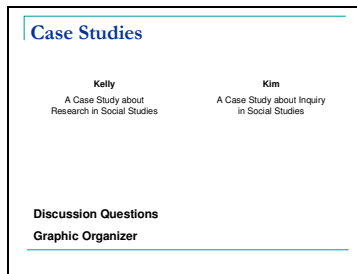 Case Studies
Kelly
A Case Study about
Research in Social Studies
Kim
A Case Study about Inquiry
in Social Studies
Discussion Questions
Graphic Organizer